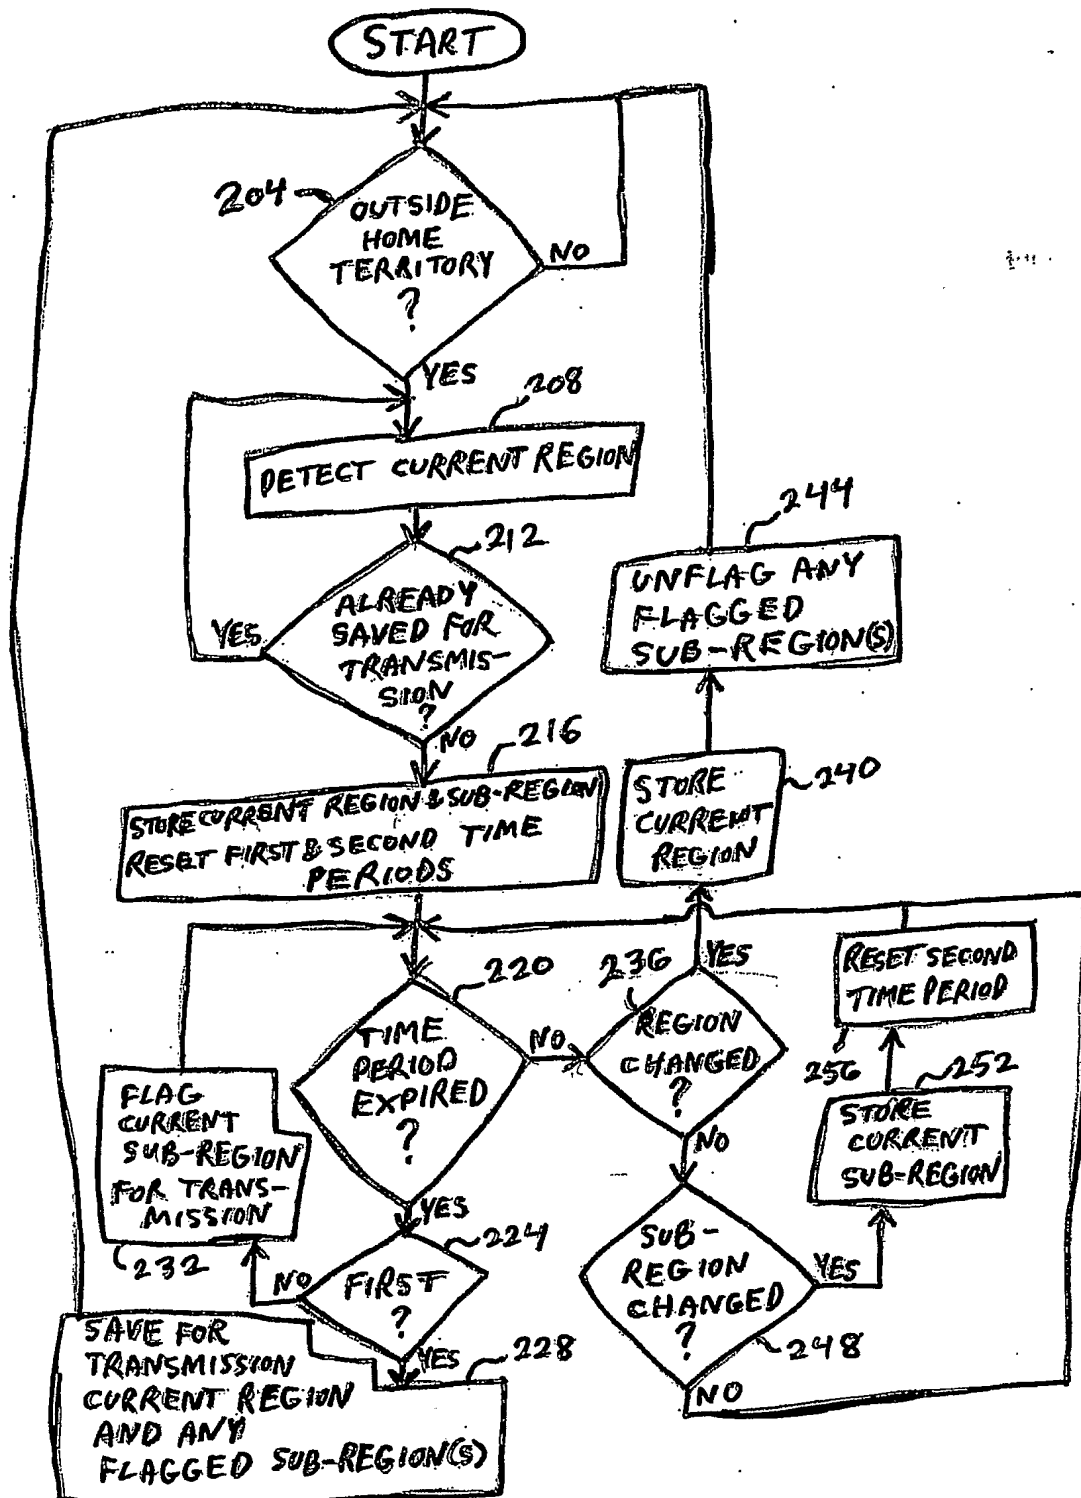 START
204
OUTSIDE
HOME
TERRITORY
?
NO
YES
208
DETECT CURRENT REGION
212
ALREADY
SAVED FOR
TRANSMIS-
SION
?
YES
NO
244
UNFLAG ANY
FLAGGED
SUB-REGION(S)
216
STORE CURRENT REGION & SUB-REGION
RESET FIRST & SECOND TIME
PERIODS
240
STORE
CURRENT
REGION
220
TIME
PERIOD
EXPIRED
?
NO
YES
236
REGION
CHANGED
?
YES
NO
RESET SECOND
TIME PERIOD
256
252
STORE
CURRENT
SUB-REGION
FLAG
CURRENT
SUB-REGION
FOR TRANS-
MISSION
232
224
FIRST
?
NO
YES
SUB-
REGION
CHANGED
?
YES
248
NO
228
SAVE FOR
TRANSMISSION
CURRENT REGION
AND ANY
FLAGGED SUB-REGION(S)